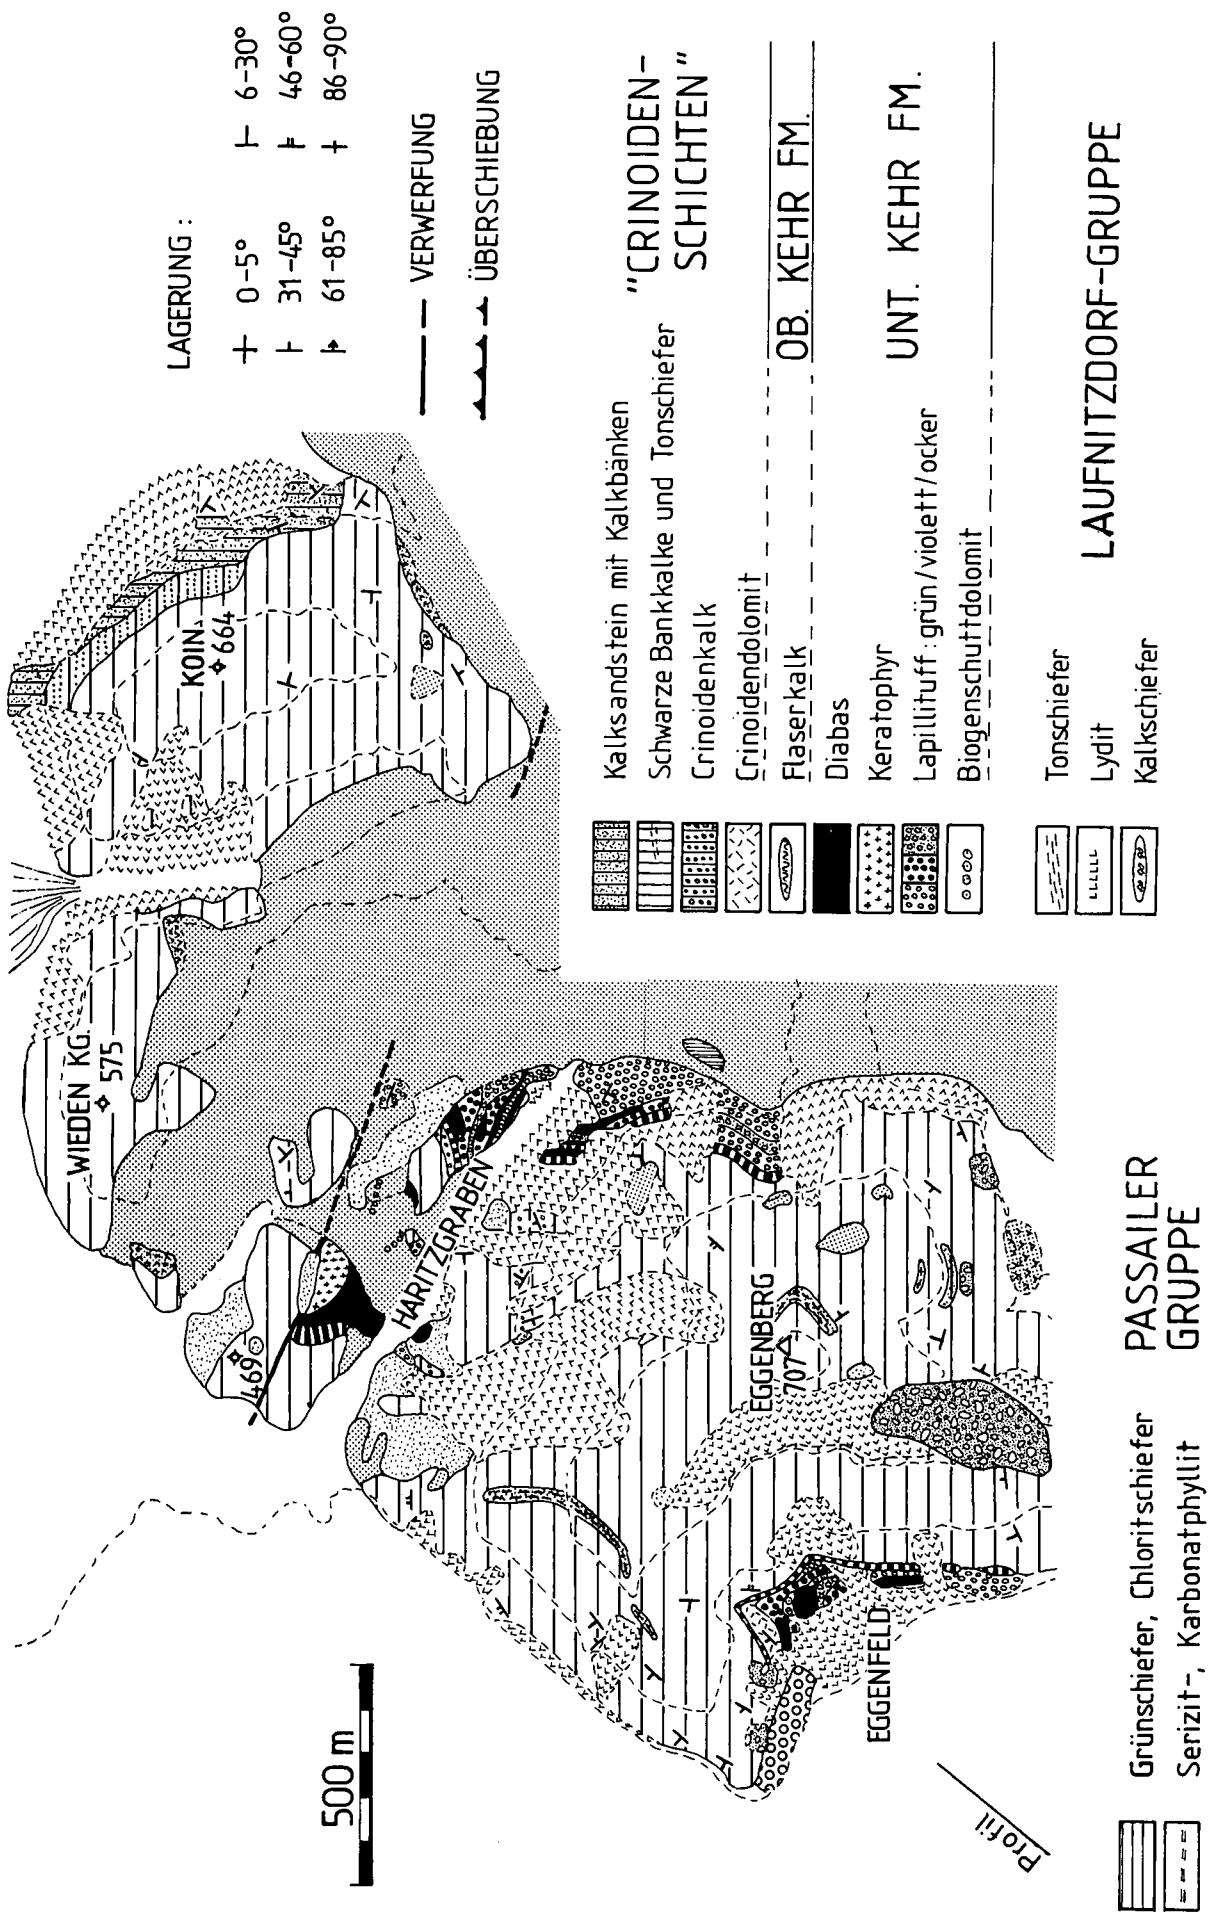 LAGERUNG :
0-5° 6-30°
31-45° 46-60°
61-85° 86-90°
VERWERFUNG
ÜBERSCHIEBUNG
WIEDEN KG.
575
KOIN
664
469
HARITZGRABEN
EGGENBERG
707
EGGENFELD
500 m
Profil
Kalksandstein mit Kalkbänken
Schwarze Bankkalke und Tonschiefer
Crinoidenkalk
Crinoidendolomit
"CRINOIDEN-
SCHICHTEN"
Flaserkalk
OB. KEHR FM.
Diabas
Keratophyr
Lapillituff : grün/violett/ocker
Biogenschuttdolomit
UNT. KEHR FM.
Tonschiefer
Lydit
Kalkschiefer
LAUFNITZDORF-GRUPPE
Grünschiefer, Chloritschiefer
Serizit-, Karbonatphyllit
PASSAILER
GRUPPE